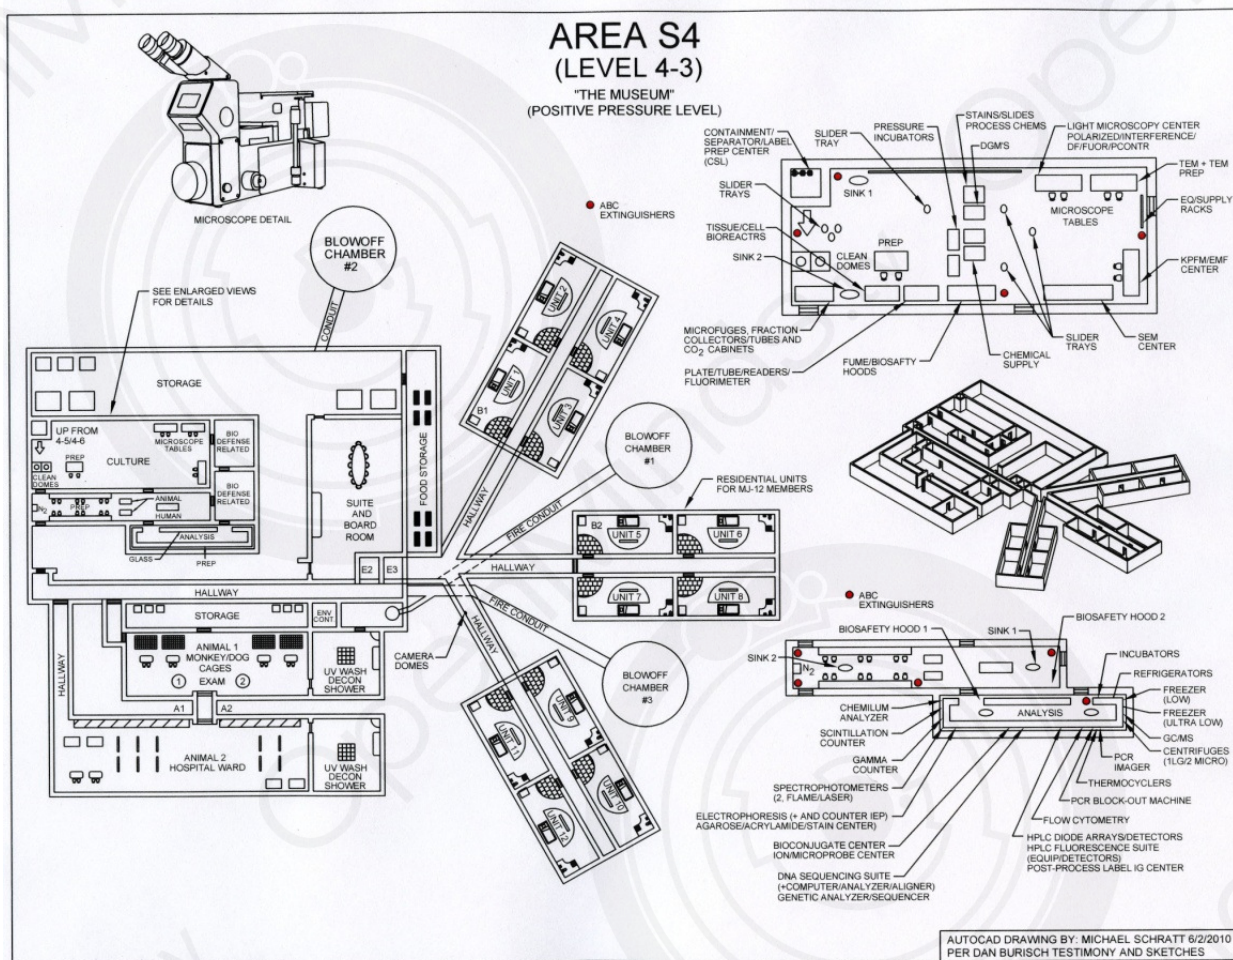 AREA S4
(LEVEL 4-3)
"THE MUSEUM"
(POSITIVE PRESSURE LEVEL)
MICROSCOPE DETAIL
ABC
EXTINGUISHERS
BLOWOFF
CHAMBER
#2
CONDUIT
SEE ENLARGED VIEWS
FOR DETAILS
STORAGE
UP FROM
4-5/4-6
MICROSCOPE
TABLES
PREP
CULTURE
CLEAN
DOMES
BIO
DEFENSE
RELATED
BIO
DEFENSE
RELATED
N2
PREP
ANIMAL
HUMAN
ANALYSIS
GLASS
PREP
SUITE
AND
BOARD
ROOM
FOOD STORAGE
E2
E3
HALLWAY
STORAGE
ENV
CONT.
HALLWAY
ANIMAL 1
MONKEY/DOG
CAGES
1
EXAM
2
UV WASH
DECON
SHOWER
A1
A2
ANIMAL 2
HOSPITAL WARD
UV WASH
DECON
SHOWER
CAMERA
DOMES
UNIT 2
UNIT 4
UNIT 1
UNIT 3
B1
HALLWAY
BLOWOFF
CHAMBER
#1
FIRE CONDUIT
RESIDENTIAL UNITS
FOR MJ-12 MEMBERS
B2
UNIT 5
UNIT 6
HALLWAY
UNIT 7
UNIT 8
FIRE CONDUIT
HALLWAY
BLOWOFF
CHAMBER
#3
UNIT 9
UNIT 11
UNIT 10
UNIT 12
CONTAINMENT/
SEPARATOR/LABEL
PREP CENTER
(CSL)
SLIDER
TRAY
PRESSURE
INCUBATORS
STAINS/SLIDES
PROCESS CHEMS
DGM'S
LIGHT MICROSCOPY CENTER
POLARIZED/INTERFERENCE/
DF/FUOR/PCONTR
TEM + TEM
PREP
SLIDER
TRAYS
SINK 1
EQ/SUPPLY
RACKS
MICROSCOPE
TABLES
TISSUE/CELL
BIOREACTRS
SINK 2
CLEAN
DOMES
PREP
KPFM/EMF
CENTER
MICROFUGES, FRACTION
COLLECTORS/TUBES AND
CO2 CABINETS
PLATE/TUBE/READERS/
FLUORIMETER
FUME/BIOSAFTY
HOODS
CHEMICAL
SUPPLY
SLIDER
TRAYS
SEM
CENTER
ABC
EXTINGUISHERS
BIOSAFETY HOOD 1
SINK 1
BIOSAFETY HOOD 2
SINK 2
N2
INCUBATORS
REFRIGERATORS
FREEZER
(LOW)
FREEZER
(ULTRA LOW)
GC/MS
CENTRIFUGES
(1LG/2 MICRO)
ANALYSIS
CHEMILUM
ANALYZER
SCINTILLATION
COUNTER
GAMMA
COUNTER
PCR
IMAGER
THERMOCYCLERS
PCR BLOCK-OUT MACHINE
FLOW CYTOMETRY
SPECTROPHOTOMETERS
(2, FLAME/LASER)
ELECTROPHORESIS (+ AND COUNTER IEP)
AGAROSE/ACRYLAMIDE/STAIN CENTER)
HPLC DIODE ARRAYS/DETECTORS
HPLC FLUORESCENCE SUITE
(EQUIP/DETECTORS)
POST-PROCESS LABEL IG CENTER
BIOCONJUGATE CENTER
ION/MICROPROBE CENTER
DNA SEQUENCING SUITE
(+COMPUTER/ANALYZER/ALIGNER)
GENETIC ANALYZER/SEQUENCER
AUTOCAD DRAWING BY: MICHAEL SCHRATT 6/2/2010
PER DAN BURISCH TESTIMONY AND SKETCHES